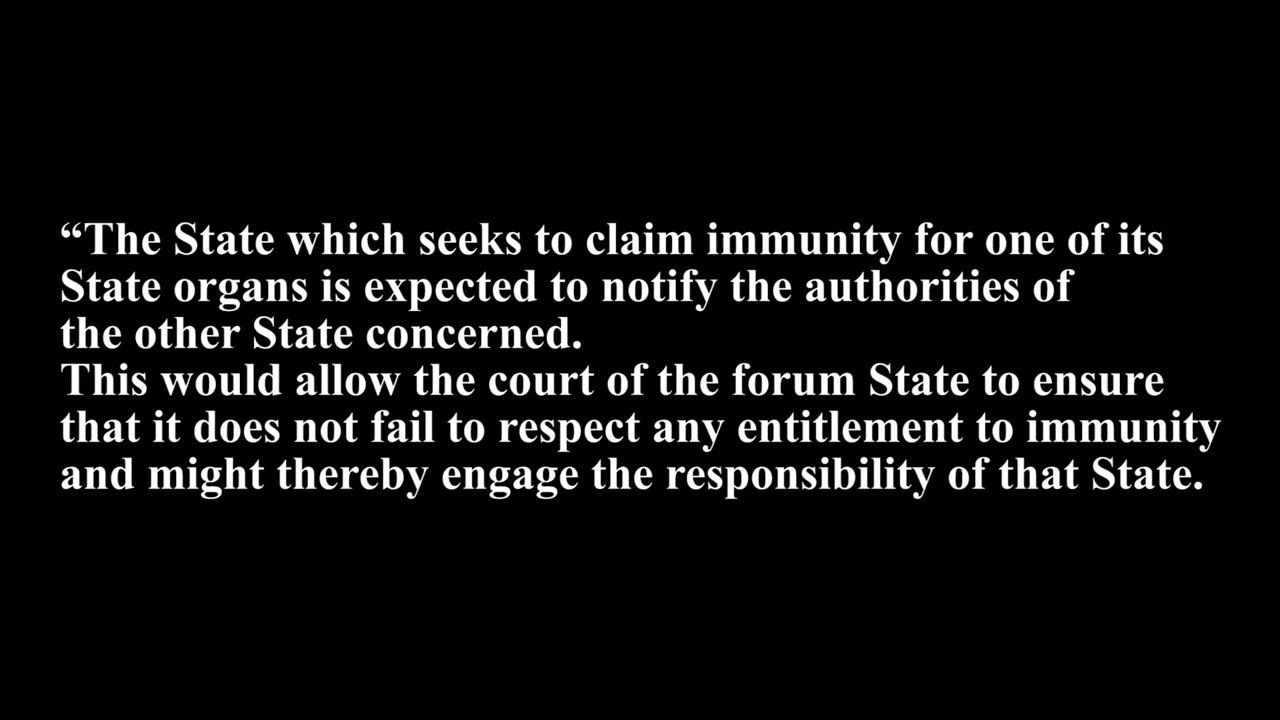 “The State which seeks to claim immunity for one of its
State organs is expected to notify the authorities of
the other State concerned.
This would allow the court of the forum State to ensure
that it does not fail to respect any entitlement to immunity
and might thereby engage the responsibility of that State.